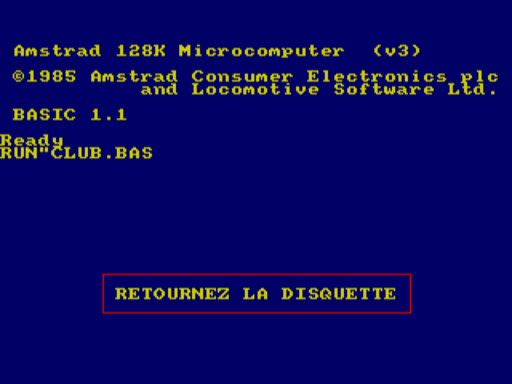 Amstrad 128K Microcomputer (v3)
©1985 Amstrad Consumer Electronics plc
and Locomotive Software Ltd.
BASIC 1.1
Ready
RUN"CLUB.BAS
RETOURNEZ LA DISQUETTE